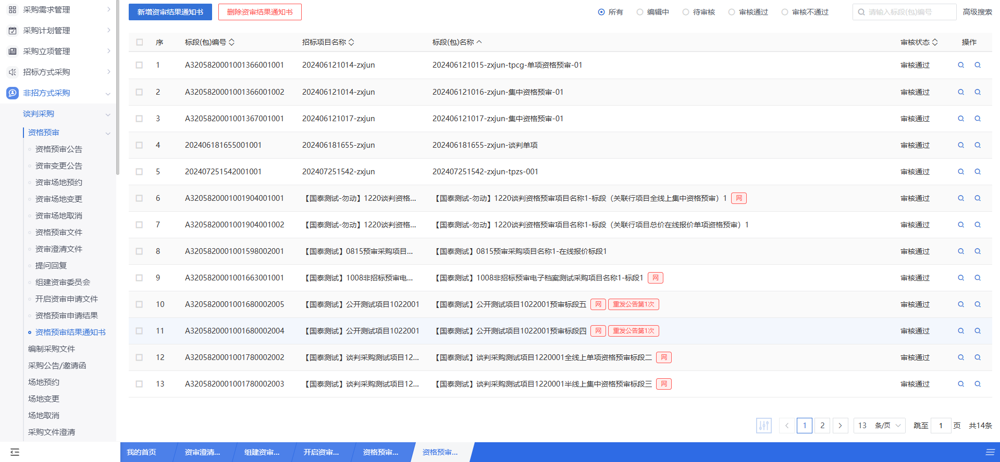 采购需求管理
采购计划管理
采购立项管理
招标方式采购
非招方式采购
谈判采购
资格预审
资格预审公告
资审变更公告
资审场地预约
资审场地变更
资审场地取消
资格预审文件
资审澄清文件
提问回复
组建资审委员会
开启资审申请文件
资格预审申请结果
资格预审结果通知书
编制采购文件
采购公告/邀请函
场地预约
场地变更
场地取消
采购文件澄清
新增资审结果通知书 删除资审结果通知书 所有 编辑中 待审核 审核通过 审核不通过 请输入标段(包)编号 高级搜索
序 标段(包)编号 招标项目名称 标段(包)名称 审核状态 操作
1 A3205820001001366001001 202406121014-zxjun 202406121015-zxjun-tpcg-单项资格预审-01 审核通过
2 A3205820001001366001002 202406121014-zxjun 202406121016-zxjun-集中资格预审-01 审核通过
3 A3205820001001367001001 202406121017-zxjun 202406121017-zxjun-集中资格预审-01 审核通过
4 202406181655001001 202406181655-zxjun 202406181655-zxjun-谈判单项 审核通过
5 202407251542001001 202407251542-zxjun 202407251542-zxjun-tpzs-001 审核通过
6 A3205820001001904001001 【国泰测试-勿动】1220谈判资格... 【国泰测试-勿动】1220谈判资格预审项目名称1-标段（关联行项目全线上集中资格预审）1 网 审核通过
7 A3205820001001904001002 【国泰测试-勿动】1220谈判资格... 【国泰测试-勿动】1220谈判资格预审项目名称1-标段（关联行项目总价在线报价单项资格预审）1 审核通过
8 A3205820001001598002001 【国泰测试】0815预审采购项目... 【国泰测试】0815预审采购项目名称1-在线报价标段1 审核通过
9 A3205820001001663001001 【国泰测试】1008非招标预审电... 【国泰测试】1008非招标预审电子档案测试采购项目名称1-标段1 网 审核通过
10 A3205820001001680002005 【国泰测试】公开测试项目1022001 【国泰测试】公开测试项目1022001预审标段五 网 重发公告第1次 审核通过
11 A3205820001001680002004 【国泰测试】公开测试项目1022001 【国泰测试】公开测试项目1022001预审标段四 网 重发公告第1次 审核通过
12 A3205820001001780002002 【国泰测试】谈判采购测试项目12... 【国泰测试】谈判采购测试项目1220001全线上单项资格预审标段二 网 审核通过
13 A3205820001001780002003 【国泰测试】谈判采购测试项目12... 【国泰测试】谈判采购测试项目1220001半线上集中资格预审标段三 网 审核通过
1 2 13 条/页 跳至 1 页 共14条
我的首页 资审澄清... 组建资审... 开启资审... 资格预审... 资格预审...